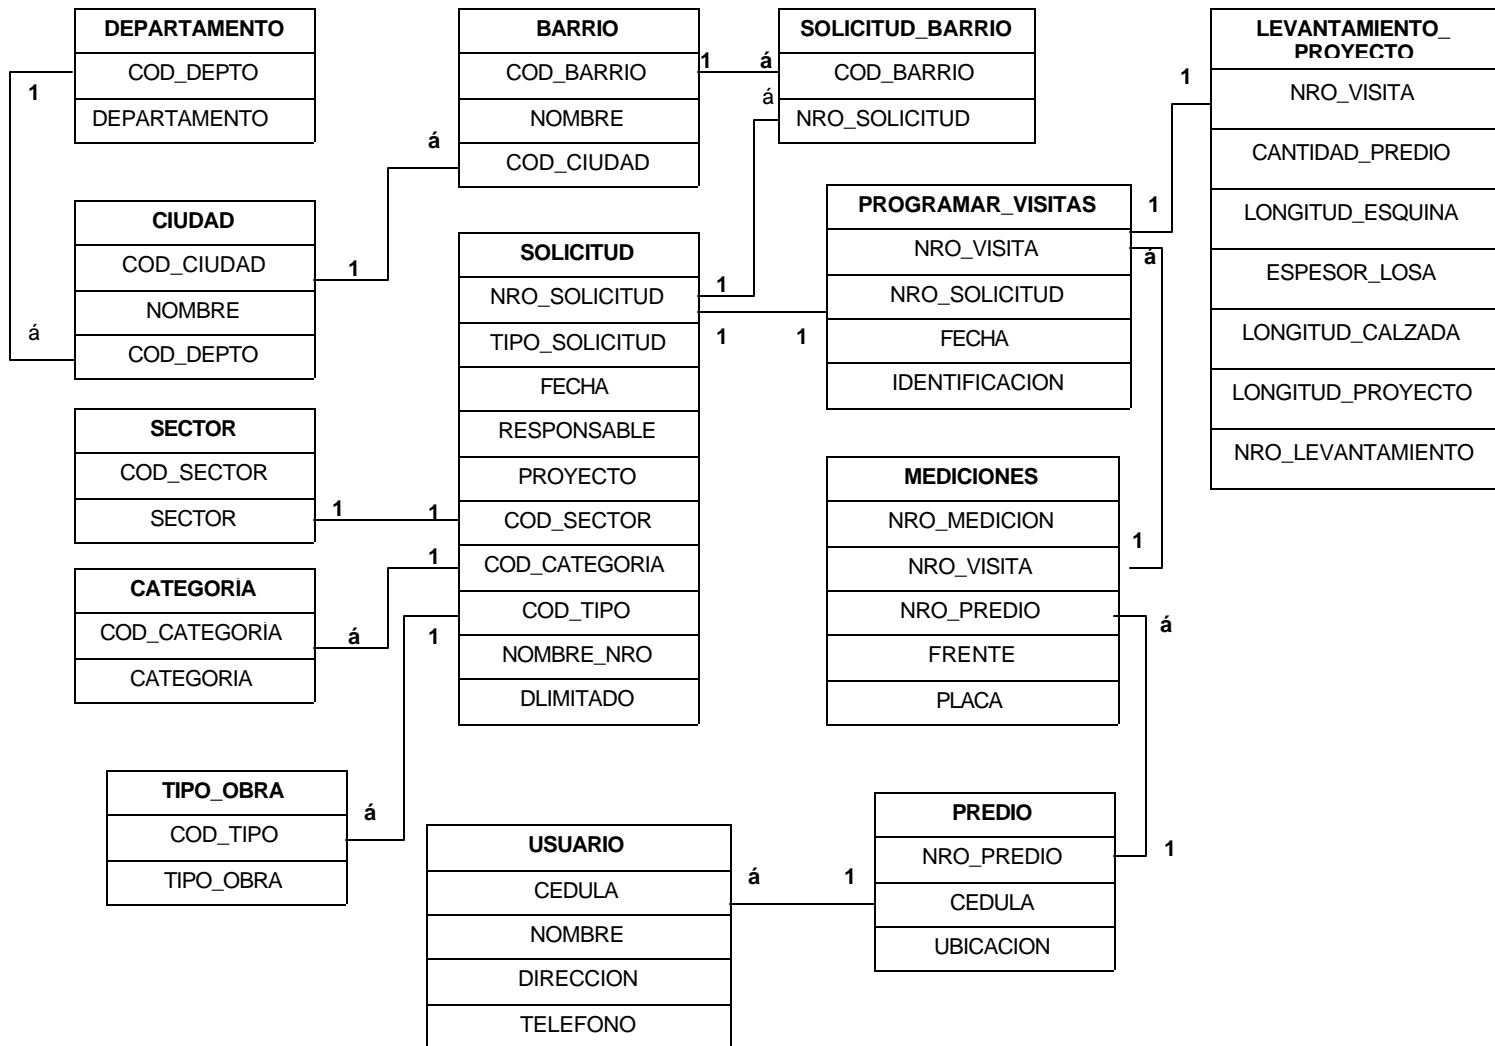 DEPARTAMENTO
COD_DEPTO
DEPARTAMENTO
1
á
CIUDAD
COD_CIUDAD
NOMBRE
COD_DEPTO
1
á
BARRIO
COD_BARRIO
NOMBRE
COD_CIUDAD
1
á
á
SOLICITUD_BARRIO
COD_BARRIO
NRO_SOLICITUD
LEVANTAMIENTO_
PROYECTO
NRO_VISITA
CANTIDAD_PREDIO
LONGITUD_ESQUINA
ESPESOR_LOSA
LONGITUD_CALZADA
LONGITUD_PROYECTO
NRO_LEVANTAMIENTO
1
1
PROGRAMAR_VISITAS
NRO_VISITA
NRO_SOLICITUD
FECHA
IDENTIFICACION
á
1
SOLICITUD
NRO_SOLICITUD
TIPO_SOLICITUD
FECHA
RESPONSABLE
PROYECTO
COD_SECTOR
COD_CATEGORIA
COD_TIPO
NOMBRE_NRO
DLIMITADO
1
1
1
SECTOR
COD_SECTOR
SECTOR
1
1
CATEGORÍA
COD_CATEGORÍA
CATEGORIA
á
1
TIPO_OBRA
COD_TIPO
TIPO_OBRA
á
1
MEDICIONES
NRO_MEDICION
NRO_VISITA
NRO_PREDIO
FRENTE
PLACA
á
1
USUARIO
CEDULA
NOMBRE
DIRECCION
TELEFONO
á
1
PREDIO
NRO_PREDIO
CEDULA
UBICACION